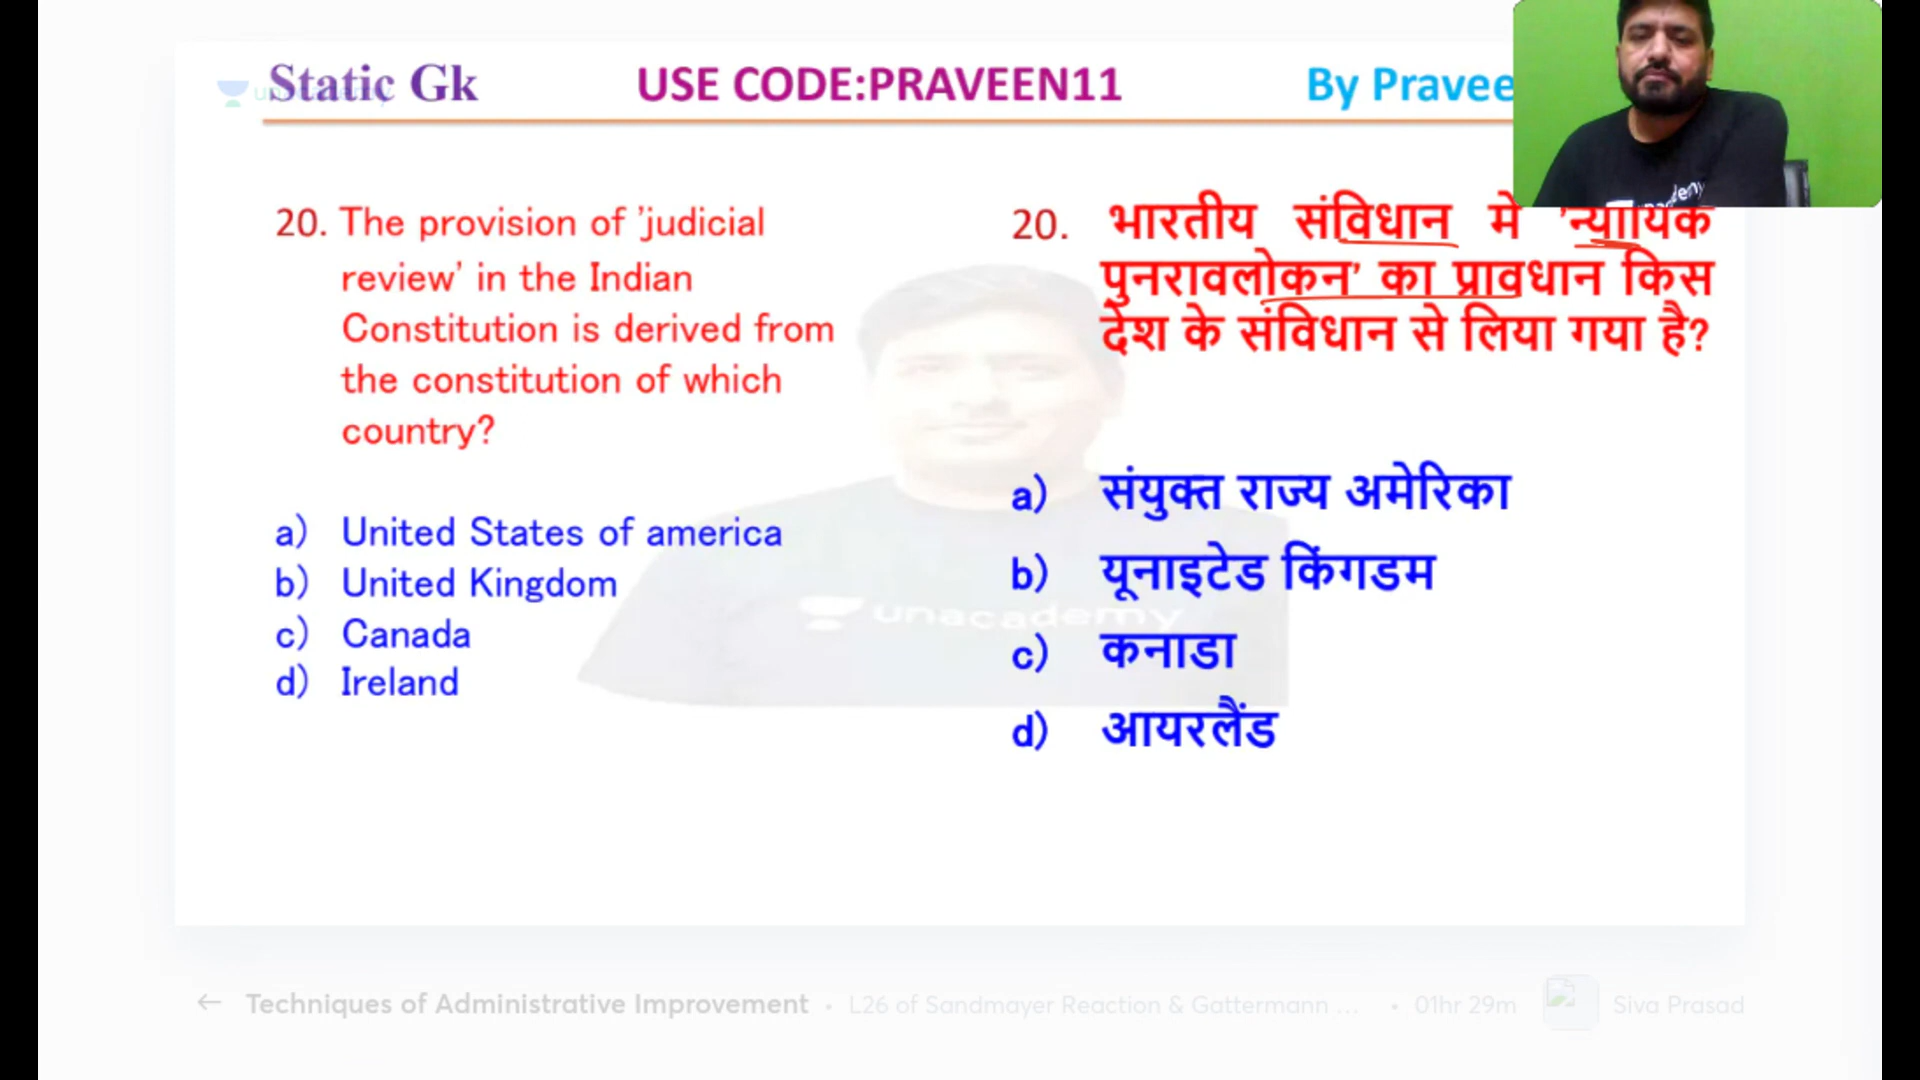 Static Gk
USE CODE:PRAVEEN11
By Pravee
20. The provision of 'judicial
review' in the Indian
Constitution is derived from
the constitution of which
country?
a) United States of america
b) United Kingdom
c) Canada
d) Ireland
20. भारतीय संविधान मे 'न्यायिक
पुनरावलोकन' का प्रावधान किस
देश के संविधान से लिया गया है?
a) संयुक्त राज्य अमेरिका
b) यूनाइटेड किंगडम
c) कनाडा
d) आयरलैंड
unacademy
← Techniques of Administrative Improvement • L26 of Sandmayer Reaction & Gattermann ... • 01hr 29m Siva Prasad